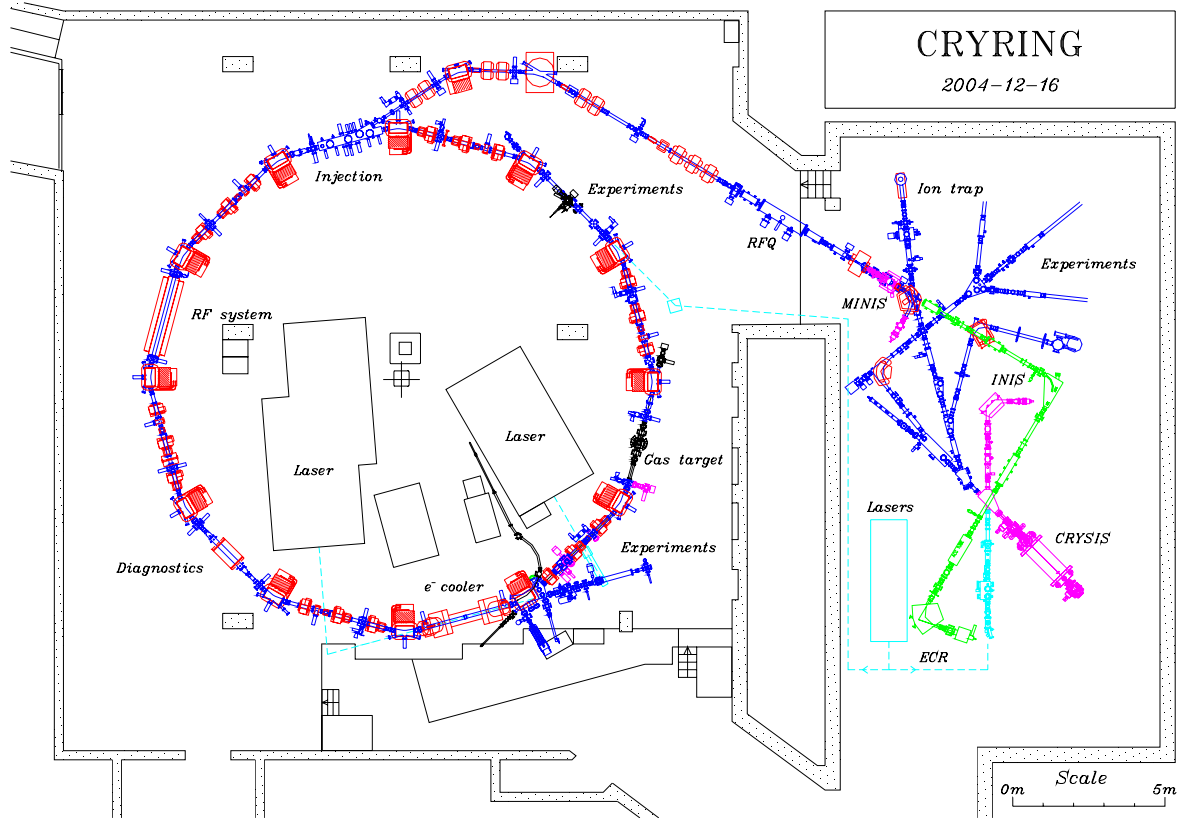 CRYRING
2004-12-16
Injection
Experiments
Ion trap
RFQ
Experiments
MINIS
RF system
INIS
Laser
Laser
Gas target
Lasers
CRYSIS
Experiments
Diagnostics
e⁻ cooler
ECR
Scale
0m 5m